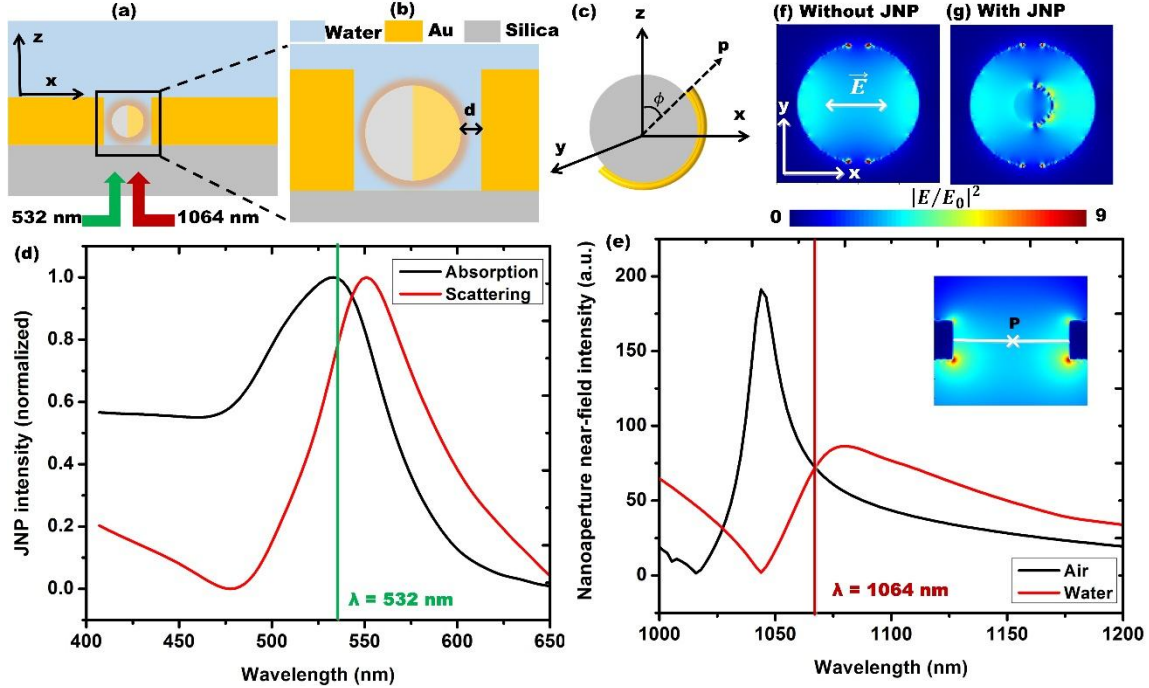 (a)
z
x
532 nm
1064 nm
(b)
Water
Au
Silica
d
(c)
z
p
ϕ
x
y
(f) Without JNP
E
y
x
(g) With JNP
|E/E₀|²
0
9
(d)
JNP intensity (normalized)
1.0
0.8
0.6
0.4
0.2
0.0
Absorption
Scattering
λ = 532 nm
400
450
500
550
600
650
Wavelength (nm)
(e)
Nanoaperture near-field intensity (a.u.)
200
150
100
50
0
P
Air
Water
λ = 1064 nm
1000
1050
1100
1150
1200
Wavelength (nm)